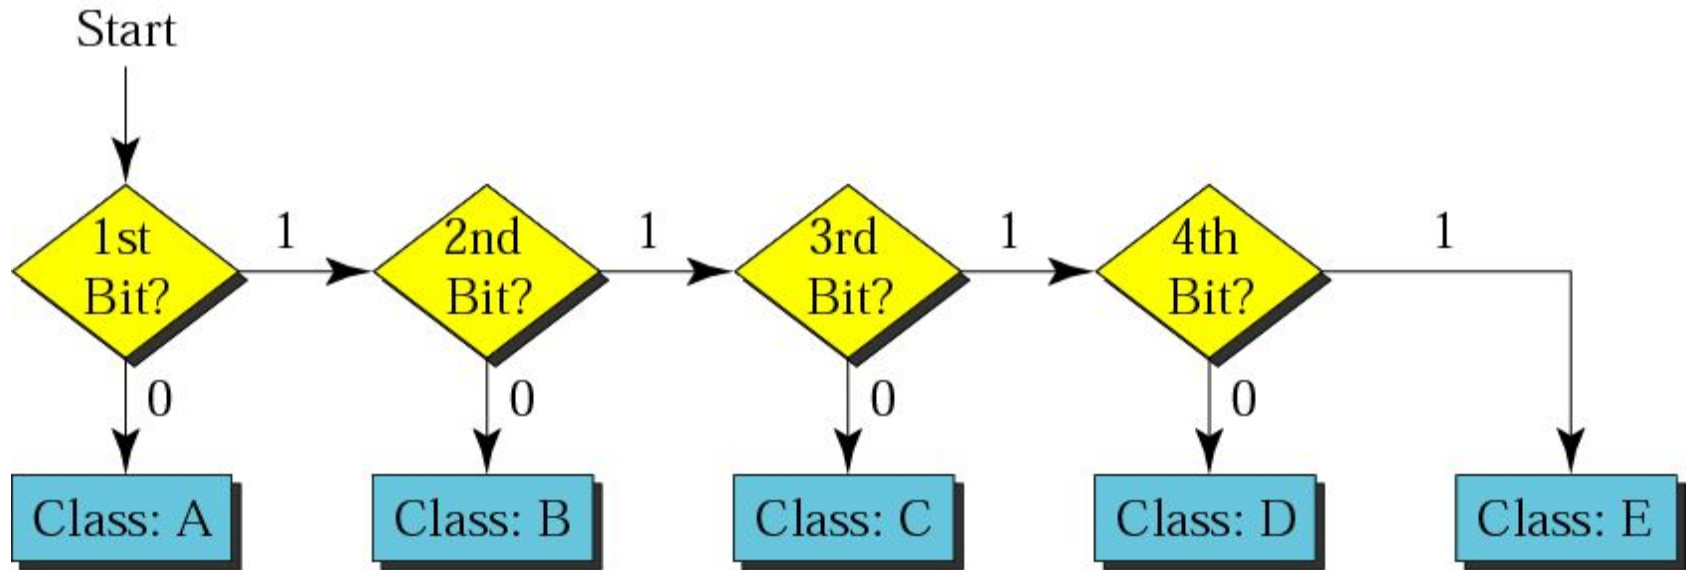 Start
1st
Bit?
1
2nd
Bit?
1
3rd
Bit?
1
4th
Bit?
1
0
0
0
0
Class: A
Class: B
Class: C
Class: D
Class: E